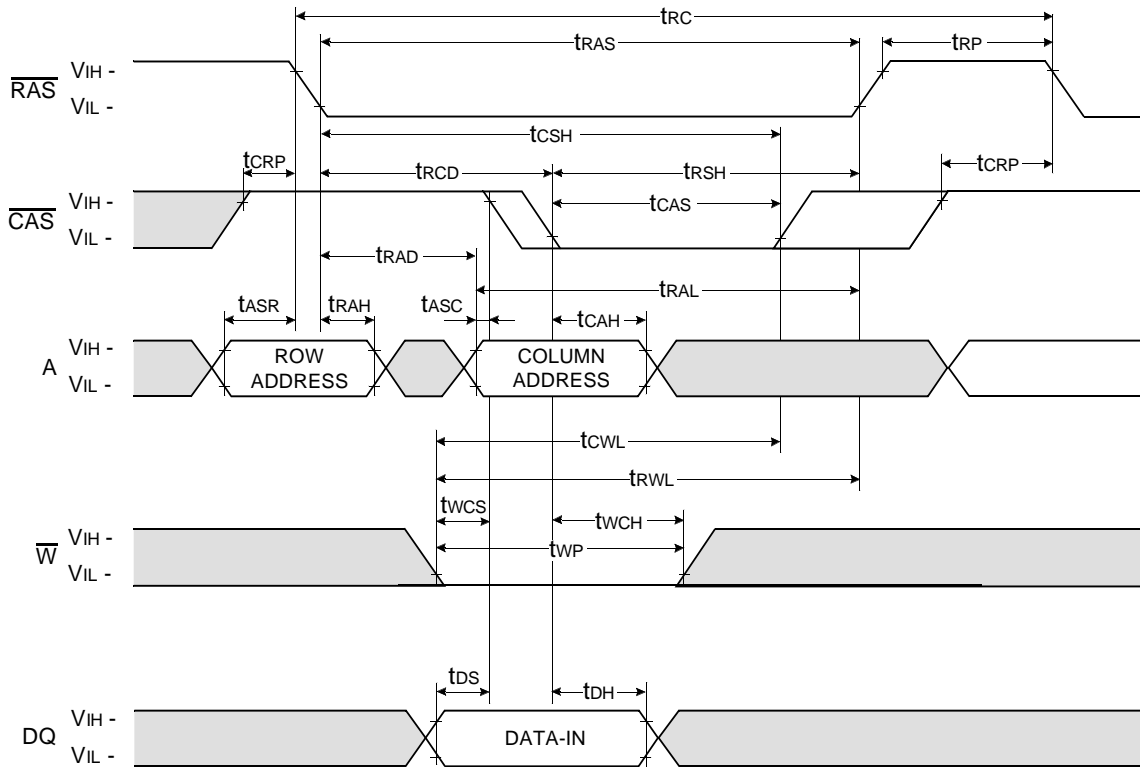 tRC
tRAS
tRP
RAS
VIH -
VIL -
tCSH
tCRP
tRCD
tRSH
tCRP
CAS
VIH -
VIL -
tCAS
tRAD
tRAL
tASR
tRAH
tASC
tCAH
A
VIH -
VIL -
ROW
ADDRESS
COLUMN
ADDRESS
tCWL
tRWL
tWCS
tWCH
W
VIH -
VIL -
tWP
tDS
tDH
DQ
VIH -
VIL -
DATA-IN